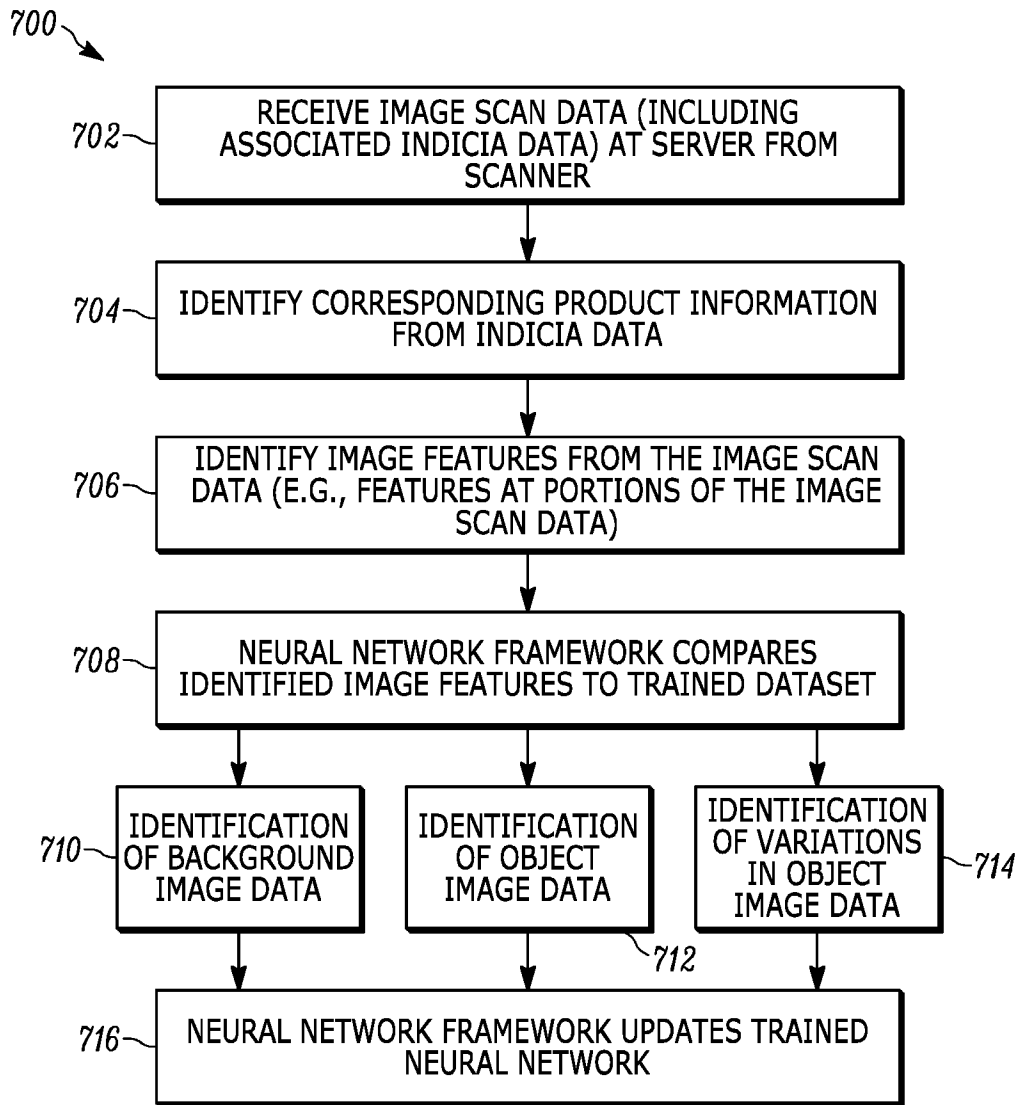 700
702
RECEIVE IMAGE SCAN DATA (INCLUDING
ASSOCIATED INDICIA DATA) AT SERVER FROM
SCANNER
704
IDENTIFY CORRESPONDING PRODUCT INFORMATION
FROM INDICIA DATA
706
IDENTIFY IMAGE FEATURES FROM THE IMAGE SCAN
DATA (E.G., FEATURES AT PORTIONS OF THE IMAGE
SCAN DATA)
708
NEURAL NETWORK FRAMEWORK COMPARES
IDENTIFIED IMAGE FEATURES TO TRAINED DATASET
710
IDENTIFICATION
OF BACKGROUND
IMAGE DATA
IDENTIFICATION
OF OBJECT
IMAGE DATA
712
IDENTIFICATION
OF VARIATIONS
IN OBJECT
IMAGE DATA
714
716
NEURAL NETWORK FRAMEWORK UPDATES TRAINED
NEURAL NETWORK